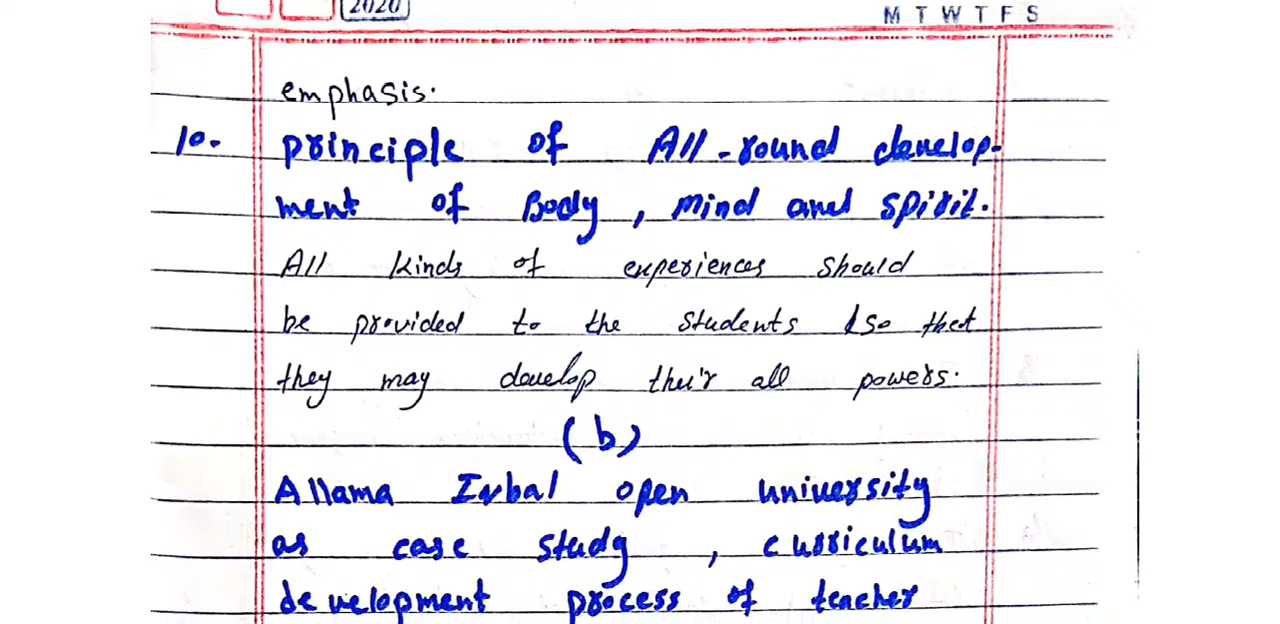 2020
M T W T F S
emphasis.
10. principle of All-round develop-
ment of Body, mind and spirit.
All kinds of experiences should
be provided to the students so that
they may develop their all powers.
(b)
Allama Iqbal open university
as case study, curriculum
development process of teacher